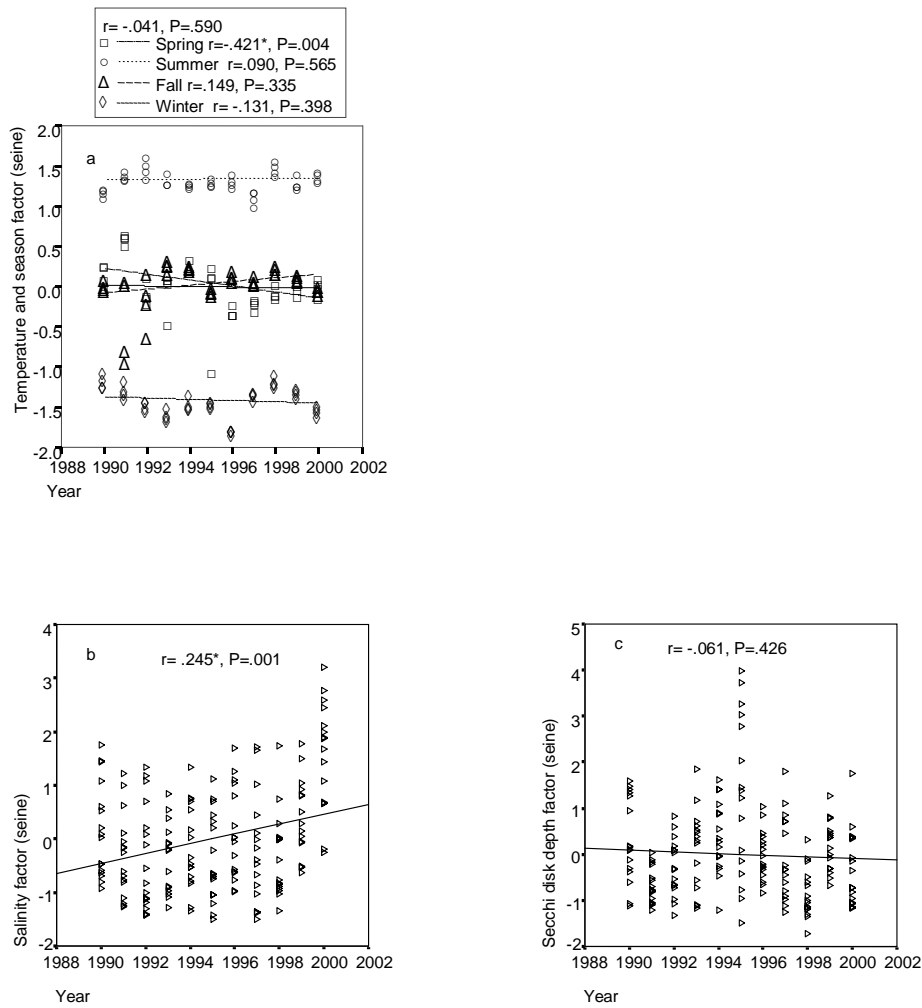 r= -.041, P=.590
Spring r=-.421*, P=.004
Summer r=.090, P=.565
Fall r=.149, P=.335
Winter r= -.131, P=.398
a
Temperature and season factor (seine)
2.0
1.5
1.0
0.5
0.0
-0.5
-1.0
-1.5
-2.0
1988 1990 1992 1994 1996 1998 2000 2002
Year
b
r= .245*, P=.001
Salinity factor (seine)
4
3
2
1
0
-1
-2
1988 1990 1992 1994 1996 1998 2000 2002
Year
c
r= -.061, P=.426
Secchi disk depth factor (seine)
5
4
3
2
1
0
-1
-2
1988 1990 1992 1994 1996 1998 2000 2002
Year